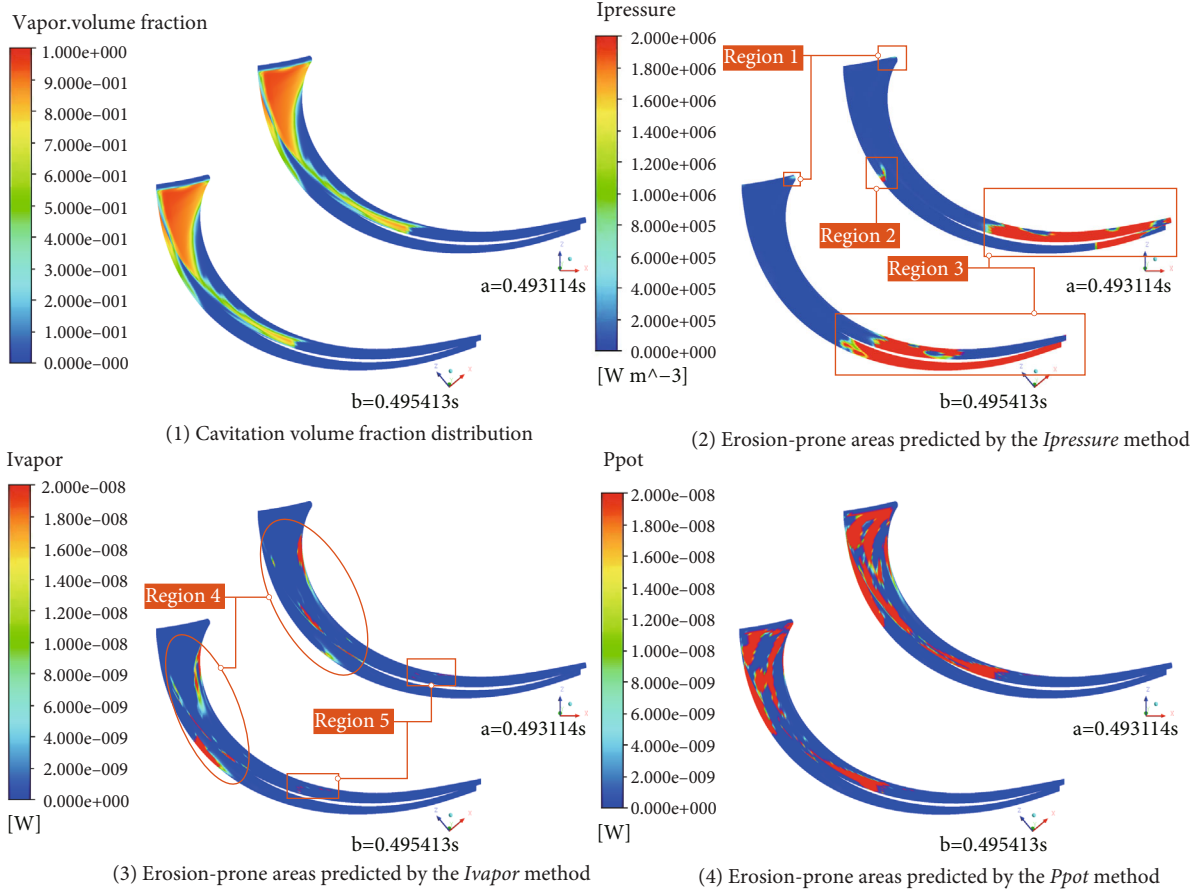 Vapor.volume fraction
1.000e+000
9.000e-001
8.000e-001
7.000e-001
6.000e-001
5.000e-001
4.000e-001
3.000e-001
2.000e-001
1.000e-001
0.000e-000
a=0.493114s
b=0.495413s
(1) Cavitation volume fraction distribution
Ipressure
2.000e+006
1.800e+006
1.600e+006
1.400e+006
1.200e+006
1.000e+006
8.000e+005
6.000e+005
4.000e+005
2.000e+005
0.000e+000
[W m^−3]
Region 1
Region 2
Region 3
a=0.493114s
b=0.495413s
(2) Erosion-prone areas predicted by the Ipressure method
Ivapor
2.000e−008
1.800e−008
1.600e−008
1.400e−008
1.200e−008
1.000e−008
8.000e−009
6.000e−009
4.000e−009
2.000e−009
0.000e+000
[W]
Region 4
Region 5
a=0.493114s
b=0.495413s
(3) Erosion-prone areas predicted by the Ivapor method
Ppot
2.000e−008
1.800e−008
1.600e−008
1.400e−008
1.200e−008
1.000e−008
8.000e−009
6.000e−009
4.000e−009
2.000e−009
0.000e+000
[W]
a=0.493114s
b=0.495413s
(4) Erosion-prone areas predicted by the Ppot method